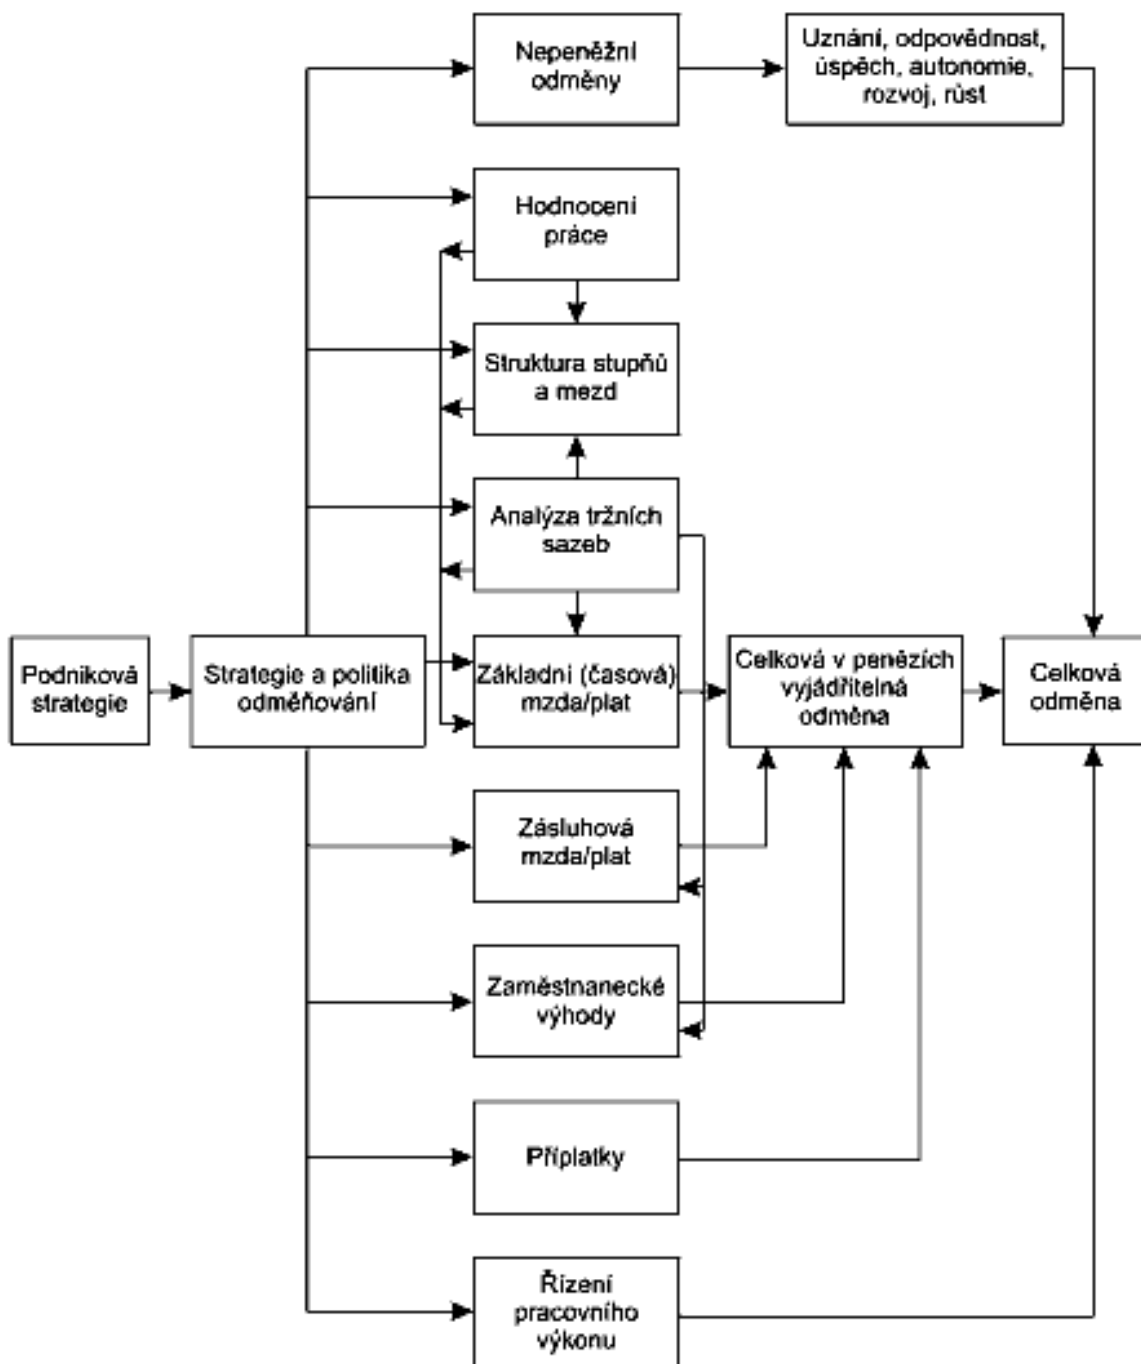 Nepeněžní
odměny
Uznání, odpovědnost,
úspěch, autonomie,
rozvoj, růst
Hodnocení
práce
Struktura stupňů
a mezd
Analýza tržních
sazeb
Podniková
strategie
Strategie a politika
odměňování
Základní (časová)
mzda/plat
Celková v penězích
vyjádřitelná
odměna
Celková
odměna
Zásluhová
mzda/plat
Zaměstnanecké
výhody
Příplatky
Řízení
pracovního
výkonu